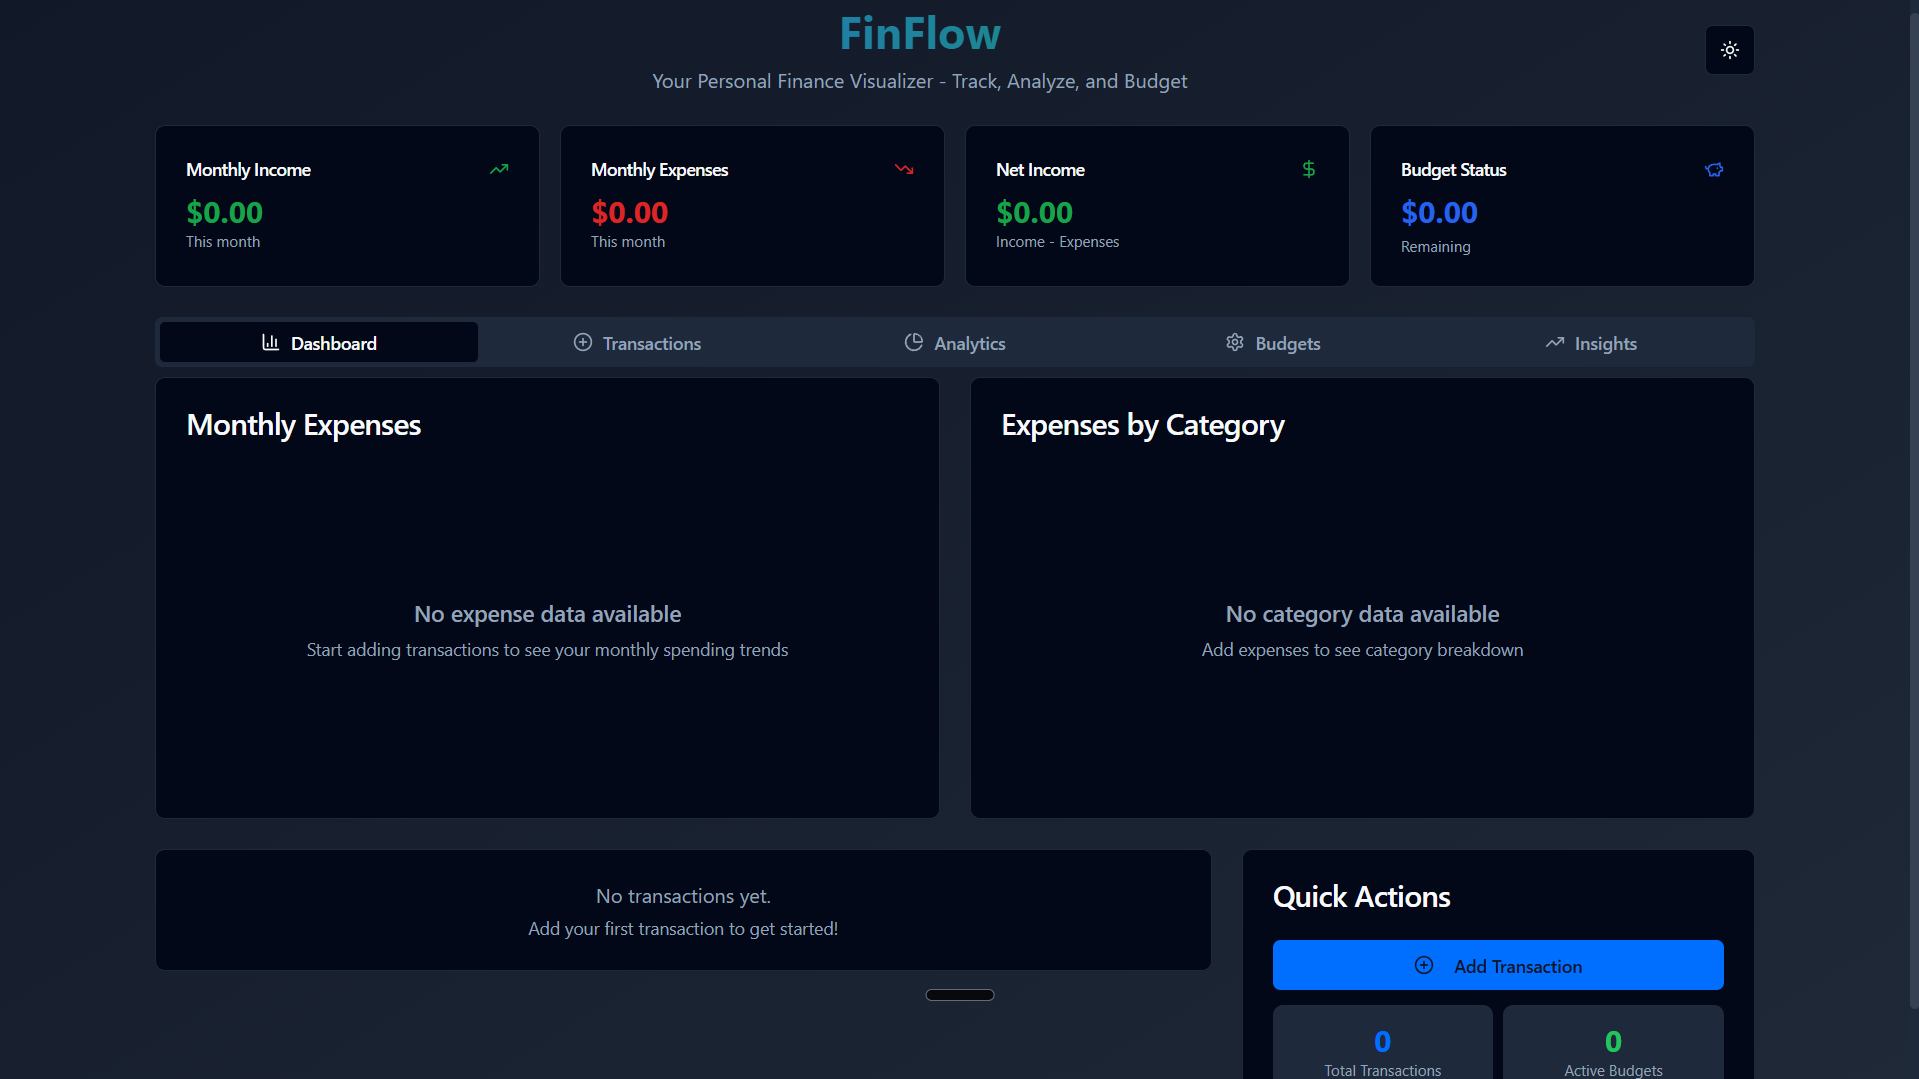 FinFlow
Your Personal Finance Visualizer - Track, Analyze, and Budget
Monthly Income
$0.00
This month
Monthly Expenses
$0.00
This month
Net Income
$0.00
Income - Expenses
Budget Status
$0.00
Remaining
Dashboard
Transactions
Analytics
Budgets
Insights
Monthly Expenses
No expense data available
Start adding transactions to see your monthly spending trends
Expenses by Category
No category data available
Add expenses to see category breakdown
No transactions yet.
Add your first transaction to get started!
Quick Actions
Add Transaction
0
Total Transactions
0
Active Budgets